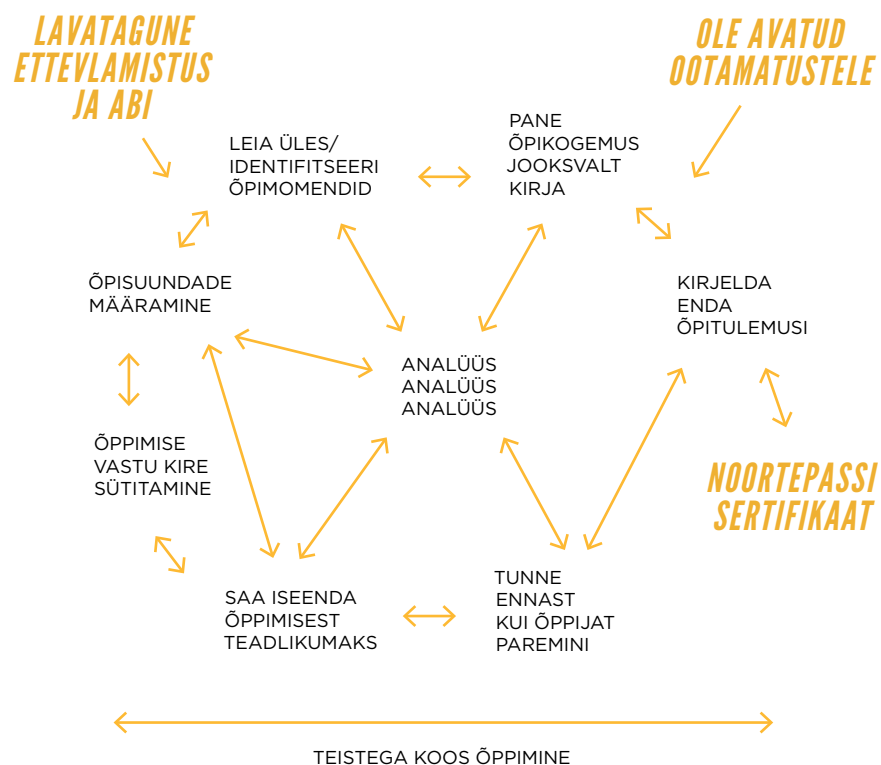 LAVATAGUNE
ETTEVLAMISTUS
JA ABI
OLE AVATUD
OOTAMATUSTELE
LEIA ÜLES/
IDENTIFITSEERI
ÕPIMOMENDID
PANE
ÕPIKOGEMUS
JOOKSVALT
KIRJA
ÕPISUUNDADE
MÄÄRAMINE
KIRJELDA
ENDA
ÕPITULEMUSI
ANALÜÜS
ANALÜÜS
ANALÜÜS
ÕPPIMISE
VASTU KIRE
SÜTITAMINE
NOORTEPASSI
SERTIFIKAAT
SAA ISEENDA
ÕPPIMISEST
TEADLIKUMAKS
TUNNE
ENNAST
KUI ÕPPIJAT
PAREMINI
TEISTEGA KOOS ÕPPIMINE